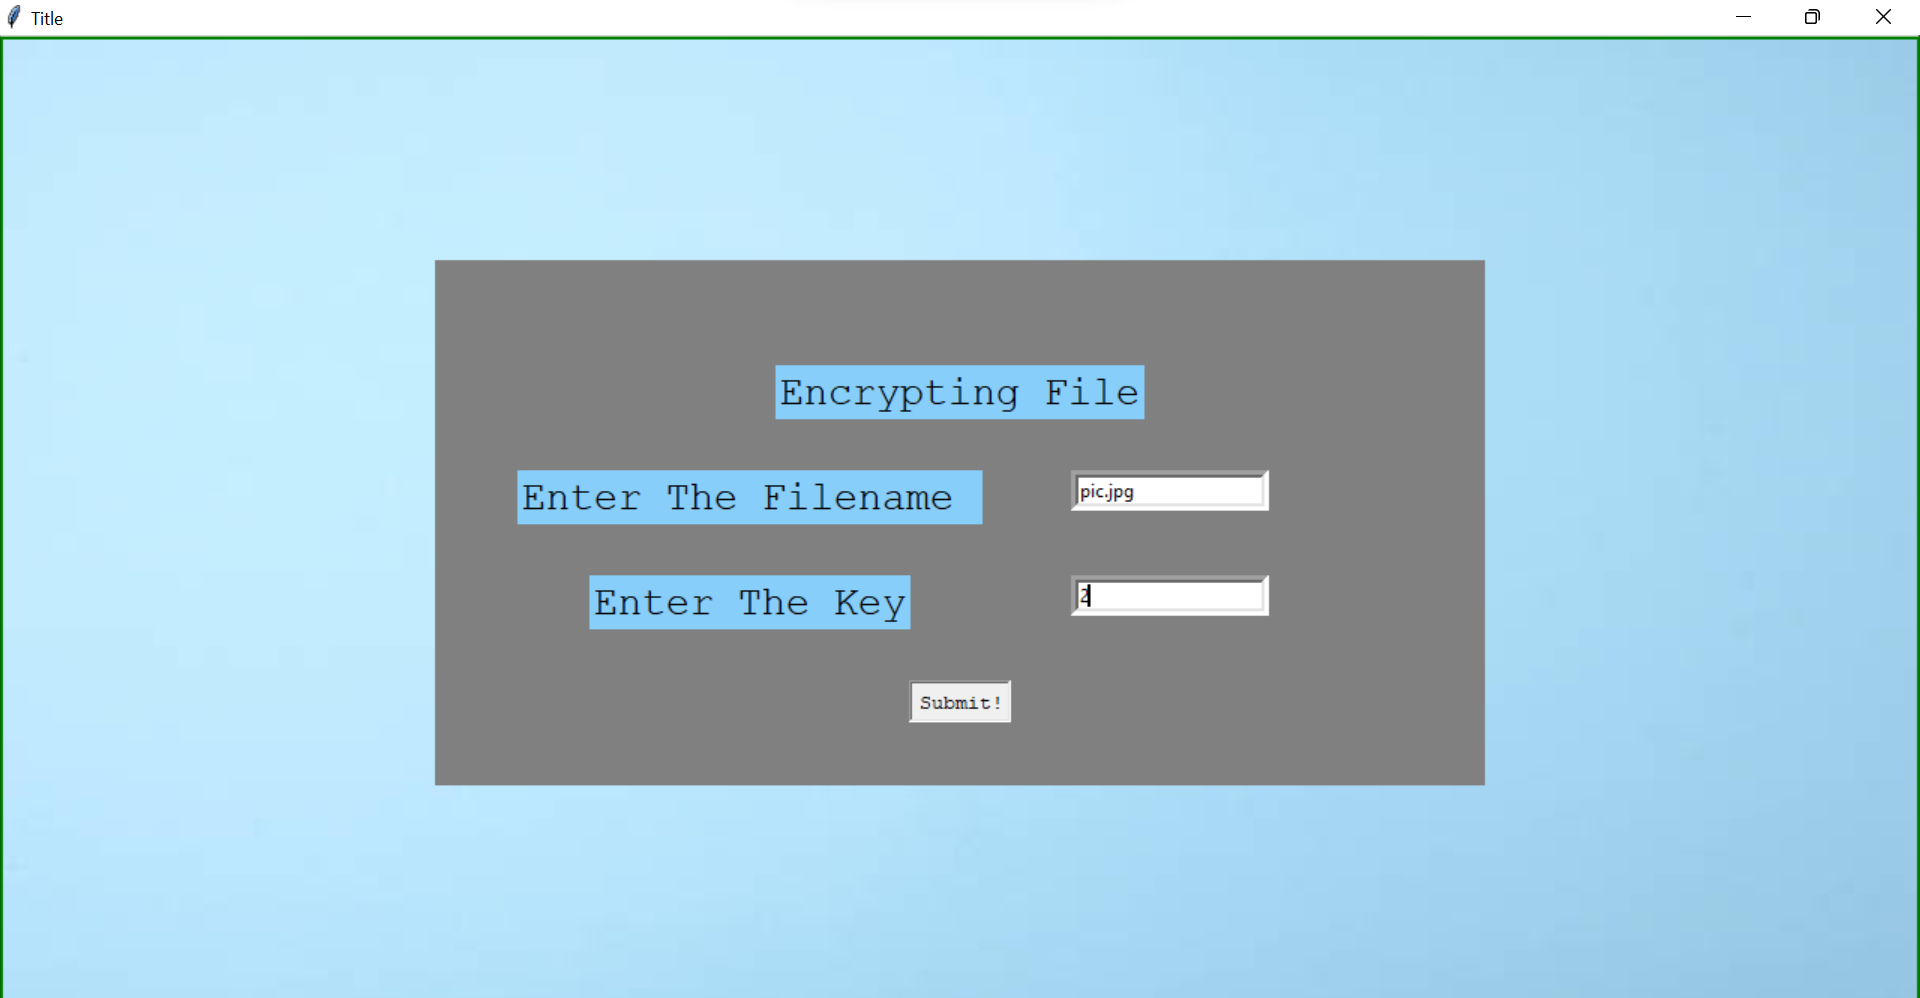 Title
Encrypting File
Enter The Filename
pic.jpg
Enter The Key
2
Submit!